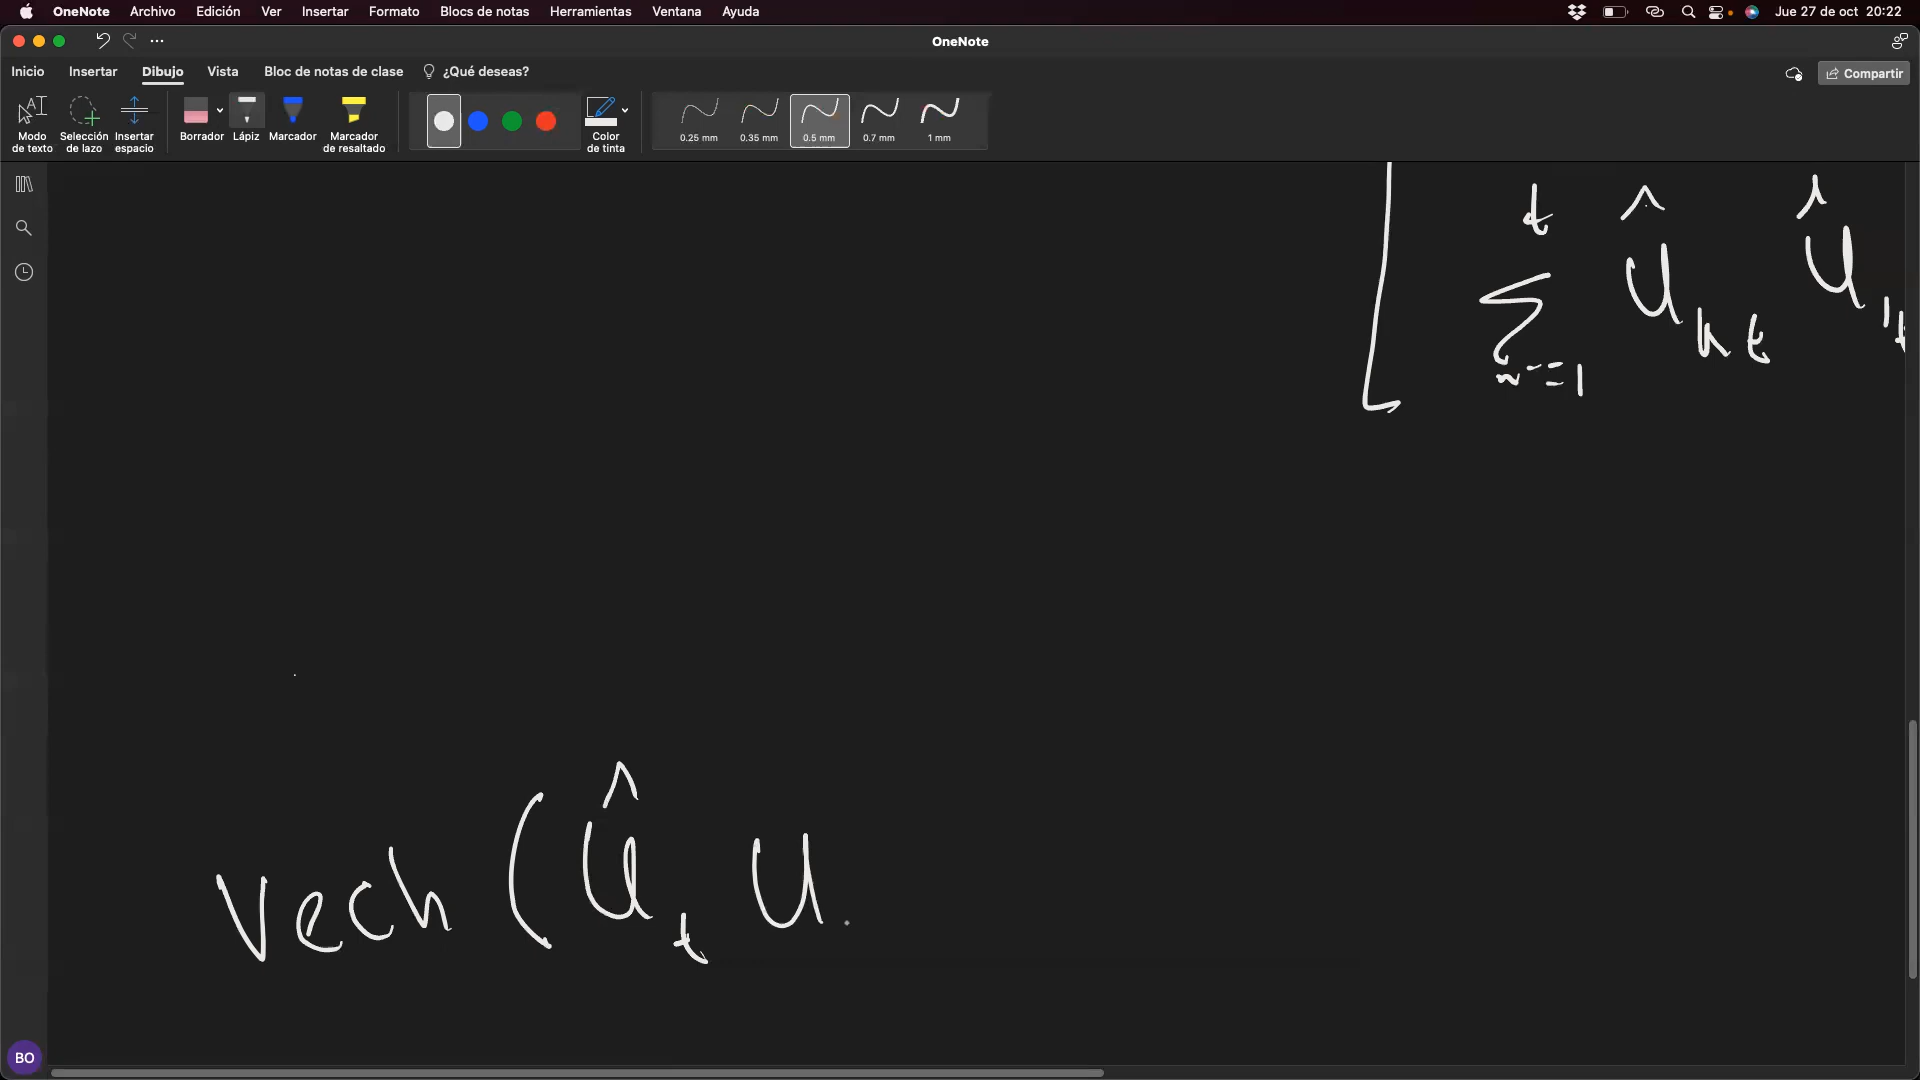 OneNote Archivo Edición Ver Insertar Formato Blocs de notas Herramientas Ventana Ayuda Jue 27 de oct 20:22
OneNote
Inicio Insertar Dibujo Vista Bloc de notas de clase ¿Qué deseas? Compartir
Modo de texto
Selección de lazo
Insertar espacio
Borrador
Lápiz
Marcador
Marcador de resaltado
Color de tinta
0.25 mm
0.35 mm
0.5 mm
0.7 mm
1 mm
t
∑ Û ht Û 1t
=1
vech ( Û t U
BO